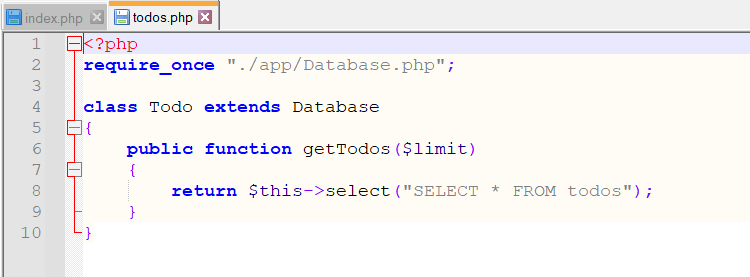 index.php todos.php
1 <?php
2 require_once "./app/Database.php";
3
4 class Todo extends Database
5 {
6 public function getTodos($limit)
7 {
8 return $this->select("SELECT * FROM todos");
9 }
10 }